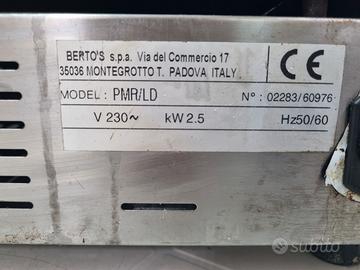 BERTO'S s.p.a. Via del Commercio 17
35036 MONTEGROTTO T. PADOVA ITALY
CE
MODEL : PMR/LD N° : 02283/60976
V 230~ kW 2.5 Hz50/60
subito